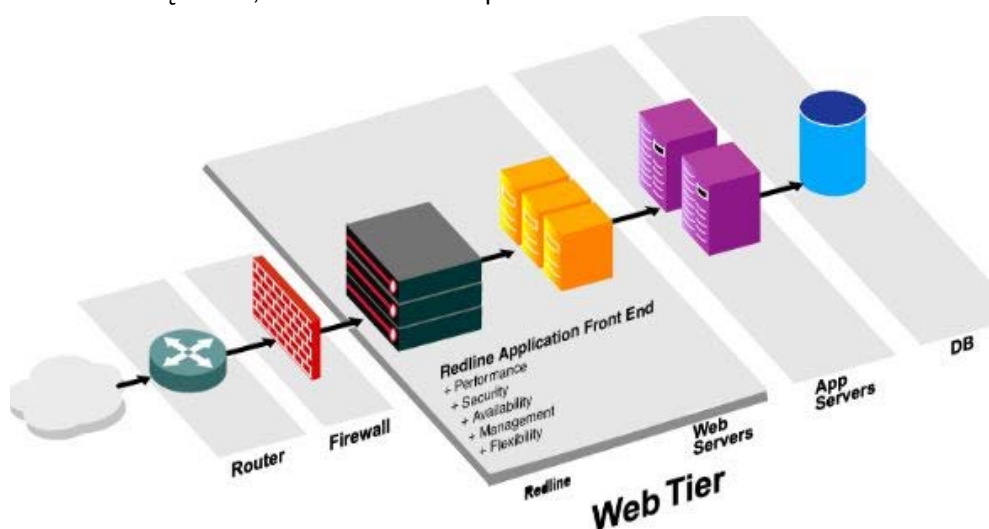 Redline Application Front End
+ Performance
+ Security
+ Availability
+ Management
+ Flexibility
Router
Firewall
Redline
Web
Servers
Web Tier
App
Servers
DB